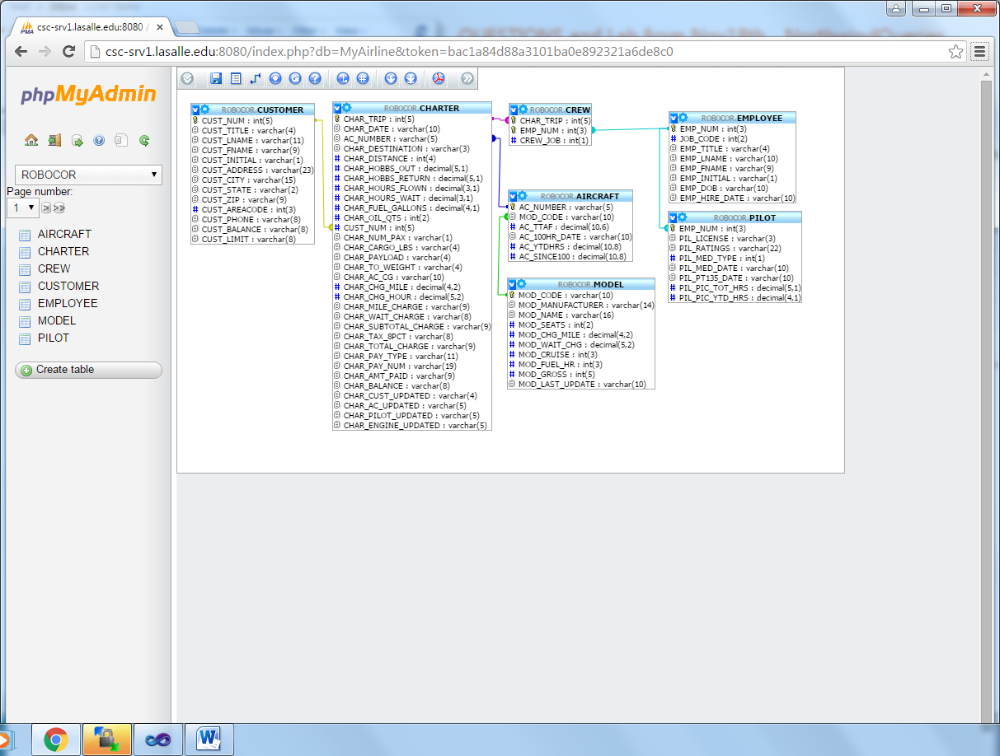 csc-srv1.lasalle.edu:8080 /
csc-srv1.lasalle.edu:8080/index.php?db=MyAirline&token=bac1a84d88a3101ba0e892321a6de8c0
phpMyAdmin
ROBOCOR
Page number:
1
> >>
AIRCRAFT
CHARTER
CREW
CUSTOMER
EMPLOYEE
MODEL
PILOT
Create table
ROBOCOR.CUSTOMER
CUST_NUM : int(5)
CUST_TITLE : varchar(4)
CUST_LNAME : varchar(11)
CUST_FNAME : varchar(9)
CUST_INITIAL : varchar(1)
CUST_ADDRESS : varchar(23)
CUST_CITY : varchar(15)
CUST_STATE : varchar(2)
CUST_ZIP : varchar(9)
CUST_AREACODE : int(3)
CUST_PHONE : varchar(8)
CUST_BALANCE : varchar(8)
CUST_LIMIT : varchar(8)
ROBOCOR.CHARTER
CHAR_TRIP : int(5)
CHAR_DATE : varchar(10)
AC_NUMBER : varchar(5)
CHAR_DESTINATION : varchar(3)
CHAR_DISTANCE : int(4)
CHAR_HOBBS_OUT : decimal(5,1)
CHAR_HOBBS_RETURN : decimal(5,1)
CHAR_HOURS_FLOWN : decimal(3,1)
CHAR_HOURS_WAIT : decimal(3,1)
CHAR_FUEL_GALLONS : decimal(4,1)
CHAR_OIL_QTS : int(2)
CUST_NUM : int(5)
CHAR_NUM_PAX : varchar(1)
CHAR_CARGO_LBS : varchar(4)
CHAR_PAYLOAD : varchar(4)
CHAR_TO_WEIGHT : varchar(4)
CHAR_AC_CG : varchar(10)
CHAR_CHG_MILE : decimal(4,2)
CHAR_CHG_HOUR : decimal(5,2)
CHAR_MILE_CHARGE : varchar(9)
CHAR_WAIT_CHARGE : varchar(8)
CHAR_SUBTOTAL_CHARGE : varchar(9)
CHAR_TAX_8PCT : varchar(8)
CHAR_TOTAL_CHARGE : varchar(9)
CHAR_PAY_TYPE : varchar(11)
CHAR_PAY_NUM : varchar(19)
CHAR_AMT_PAID : varchar(9)
CHAR_BALANCE : varchar(8)
CHAR_CUST_UPDATED : varchar(4)
CHAR_AC_UPDATED : varchar(5)
CHAR_PILOT_UPDATED : varchar(5)
CHAR_ENGINE_UPDATED : varchar(5)
ROBOCOR.CREW
CHAR_TRIP : int(5)
EMP_NUM : int(3)
CREW_JOB : int(1)
ROBOCOR.AIRCRAFT
AC_NUMBER : varchar(5)
MOD_CODE : varchar(10)
AC_TTAF : decimal(10,6)
AC_100HR_DATE : varchar(10)
AC_YTDHRS : decimal(10,8)
AC_SINCE100 : decimal(10,8)
ROBOCOR.MODEL
MOD_CODE : varchar(10)
MOD_MANUFACTURER : varchar(14)
MOD_NAME : varchar(16)
MOD_SEATS : int(2)
MOD_CHG_MILE : decimal(4,2)
MOD_WAIT_CHG : decimal(5,2)
MOD_CRUISE : int(3)
MOD_FUEL_HR : int(3)
MOD_GROSS : int(5)
MOD_LAST_UPDATE : varchar(10)
ROBOCOR.EMPLOYEE
EMP_NUM : int(3)
JOB_CODE : int(2)
EMP_TITLE : varchar(4)
EMP_LNAME : varchar(10)
EMP_FNAME : varchar(9)
EMP_INITIAL : varchar(1)
EMP_DOB : varchar(10)
EMP_HIRE_DATE : varchar(10)
ROBOCOR.PILOT
EMP_NUM : int(3)
PIL_LICENSE : varchar(3)
PIL_RATINGS : varchar(22)
PIL_MED_TYPE : int(1)
PIL_MED_DATE : varchar(10)
PIL_PT135_DATE : varchar(10)
PIL_PIC_TOT_HRS : decimal(5,1)
PIL_PIC_YTD_HRS : decimal(4,1)